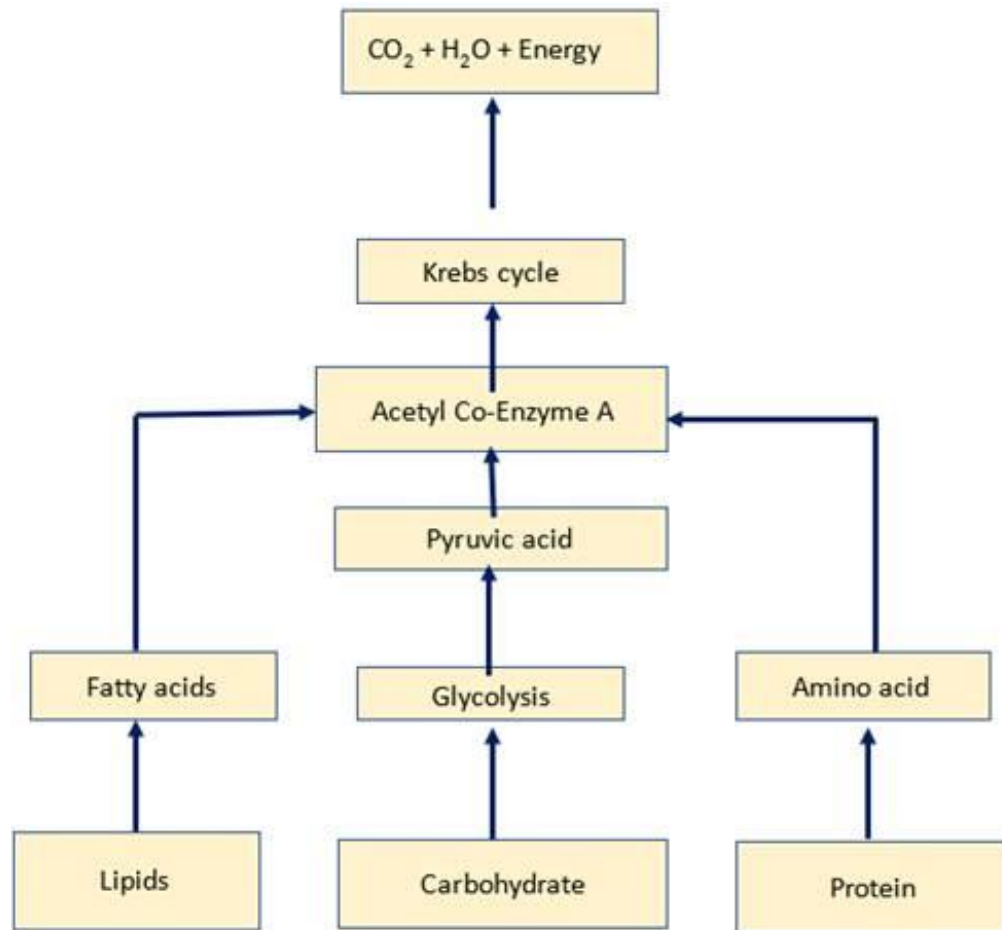 CO₂ + H₂O + Energy
Krebs cycle
Acetyl Co-Enzyme A
Pyruvic acid
Fatty acids
Glycolysis
Amino acid
Lipids
Carbohydrate
Protein